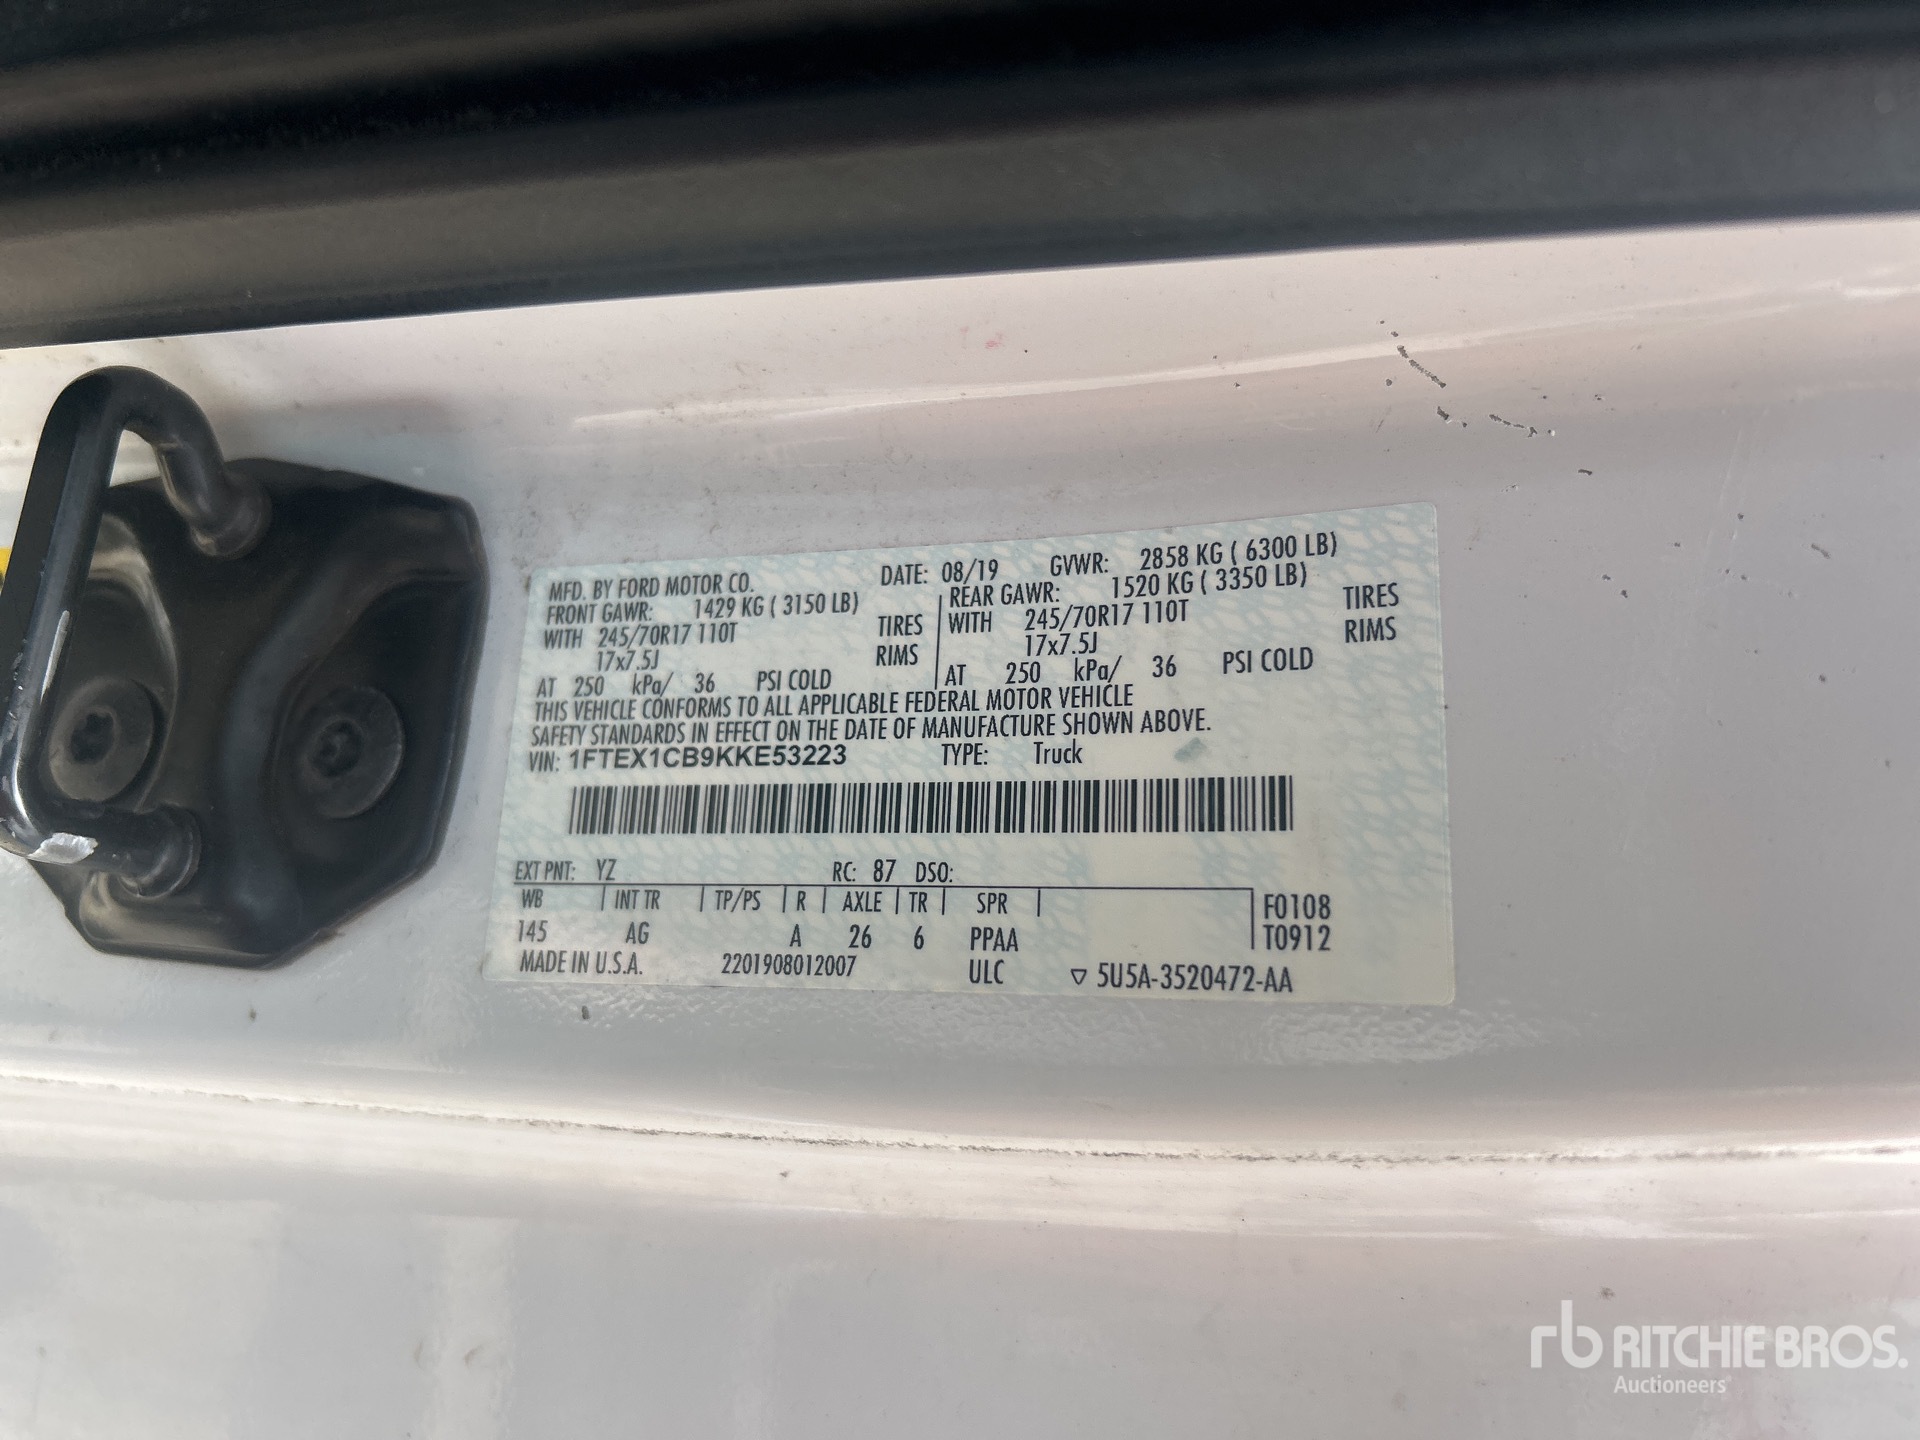 MFD. BY FORD MOTOR CO. DATE: 08/19 GVWR: 2858 KG ( 6300 LB)
FRONT GAWR: 1429 KG ( 3150 LB) REAR GAWR: 1520 KG ( 3350 LB)
WITH 245/70R17 110T TIRES WITH 245/70R17 110T TIRES
17x7.5J RIMS 17x7.5J RIMS
AT 250 kPa/ 36 PSI COLD AT 250 kPa/ 36 PSI COLD
THIS VEHICLE CONFORMS TO ALL APPLICABLE FEDERAL MOTOR VEHICLE
SAFETY STANDARDS IN EFFECT ON THE DATE OF MANUFACTURE SHOWN ABOVE.
VIN: 1FTEX1CB9KKE53223 TYPE: Truck
EXT PNT: YZ RC: 87 DSO:
WB INT TR TP/PS R AXLE TR SPR F0108
145 AG A 26 6 PPAA T0912
MADE IN U.S.A. 2201908012007 ULC ▽ 5U5A-3520472-AA
rb RITCHIE BROS.
Auctioneers